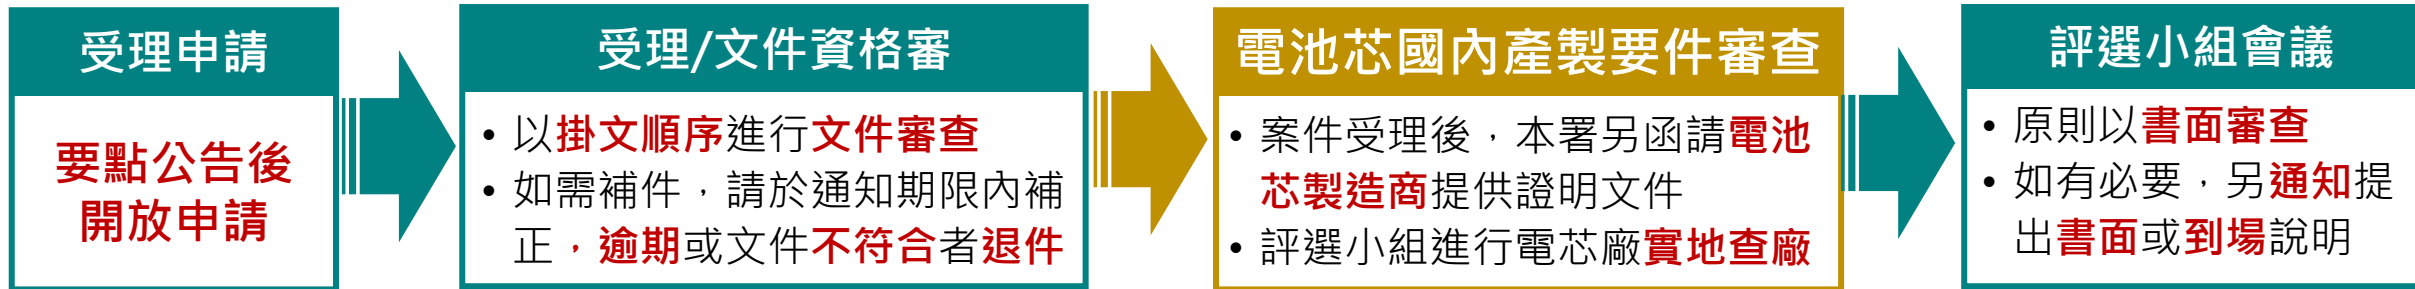 受理申請
要點公告後
開放申請
受理/文件資格審
• 以掛文順序進行文件審查
• 如需補件，請於通知期限內補
正，逾期或文件不符合者退件
電池芯國內產製要件審查
• 案件受理後，本署另函請電池
芯製造商提供證明文件
• 評選小組進行電芯廠實地查廠
評選小組會議
• 原則以書面審查
• 如有必要，另通知提
出書面或到場說明